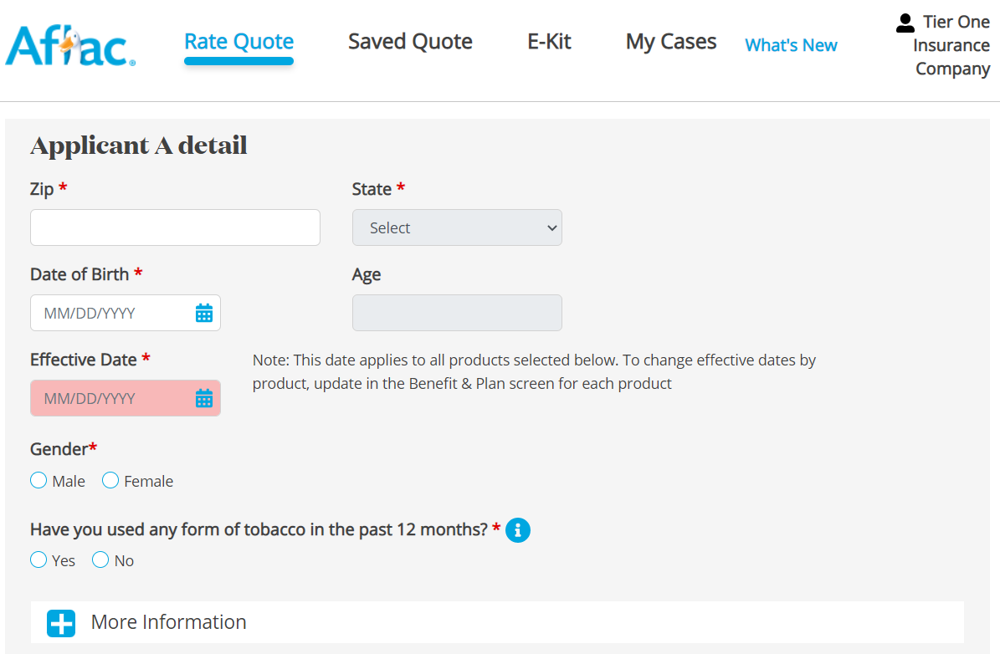 Aflac®
Rate Quote
Saved Quote
E-Kit
My Cases
What's New
Tier One
Insurance
Company
Applicant A detail
Zip *
State *
Select
Date of Birth *
Age
MM/DD/YYYY
Effective Date *
Note: This date applies to all products selected below. To change effective dates by
product, update in the Benefit & Plan screen for each product
MM/DD/YYYY
Gender*
Male
Female
Have you used any form of tobacco in the past 12 months? *
Yes
No
More Information